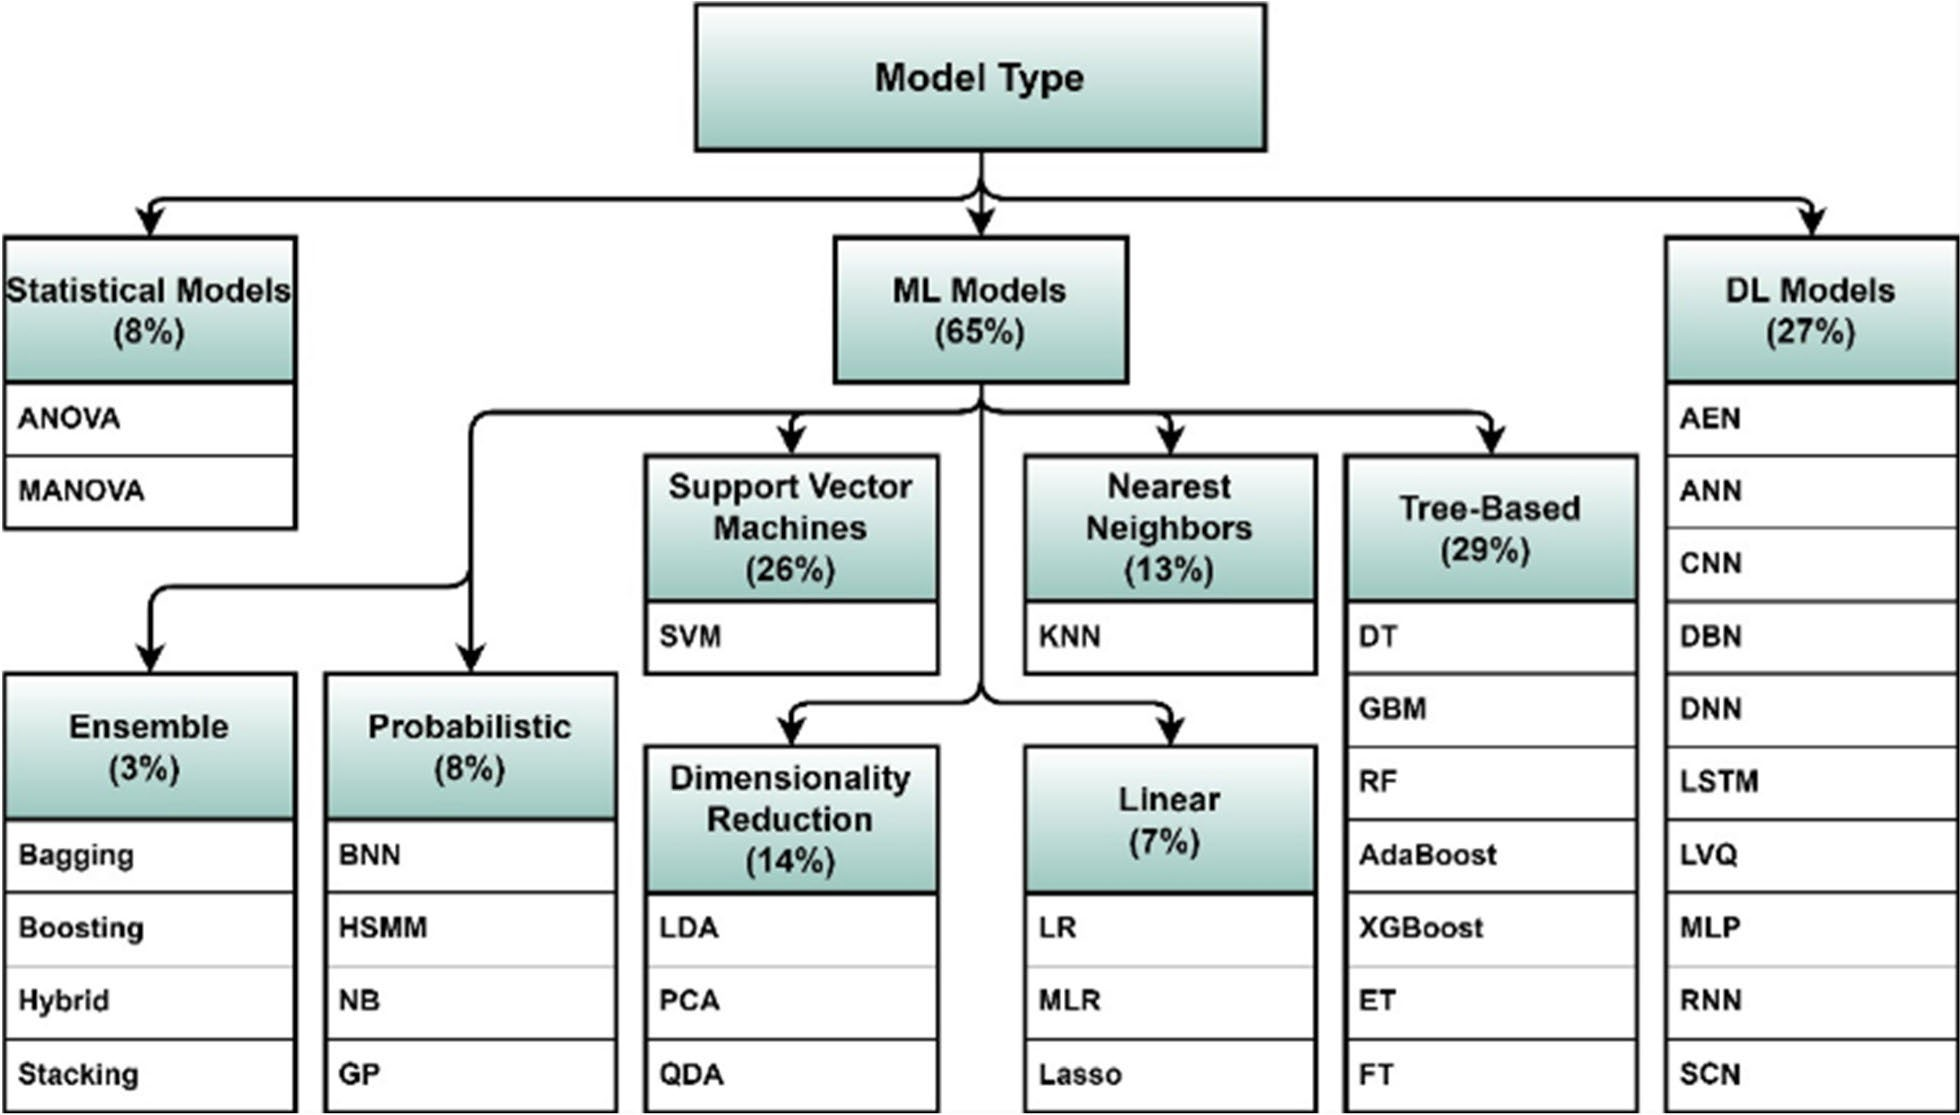 Model Type
Statistical Models
(8%)
ANOVA
MANOVA
ML Models
(65%)
DL Models
(27%)
AEN
ANN
CNN
DBN
DNN
LSTM
LVQ
MLP
RNN
SCN
Support Vector
Machines
(26%)
SVM
Nearest
Neighbors
(13%)
KNN
Tree-Based
(29%)
DT
GBM
RF
AdaBoost
XGBoost
ET
FT
Ensemble
(3%)
Bagging
Boosting
Hybrid
Stacking
Probabilistic
(8%)
BNN
HSMM
NB
GP
Dimensionality
Reduction
(14%)
LDA
PCA
QDA
Linear
(7%)
LR
MLR
Lasso